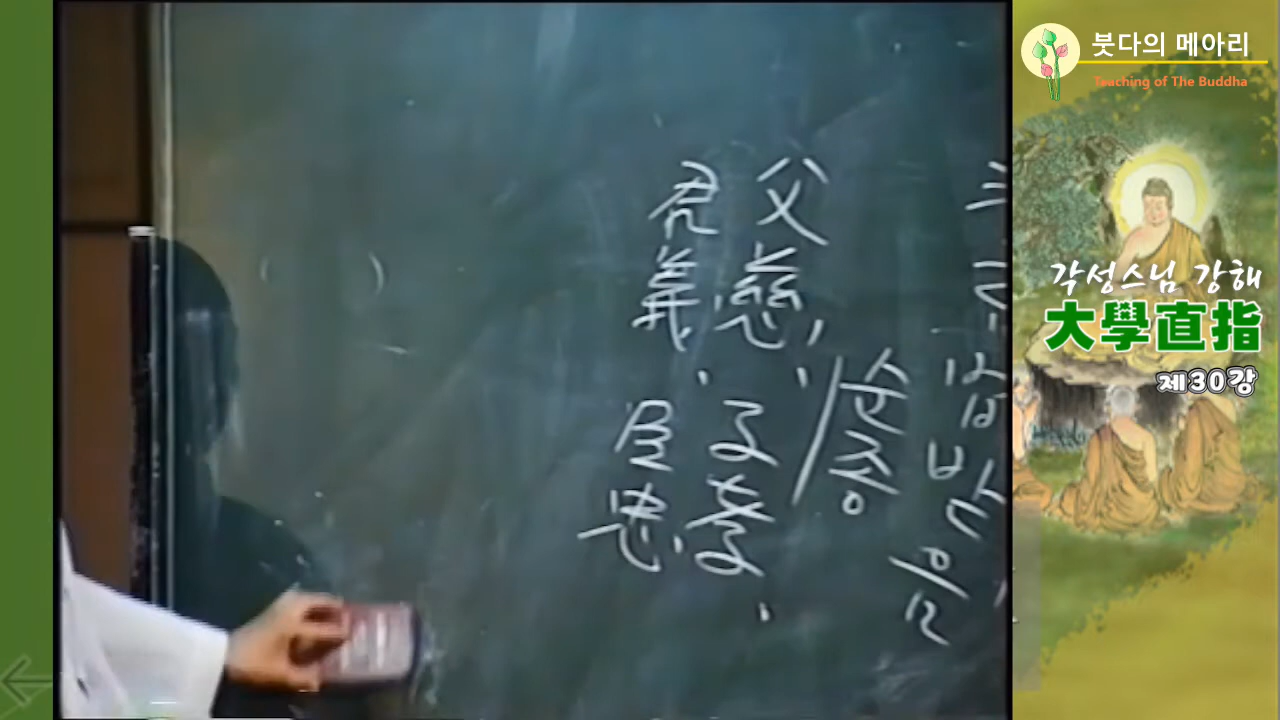 붓다의 메아리
Teaching of The Buddha
각성스님 강해
大學直指
제30강
순종
父慈, 子孝,
君義, 臣忠,